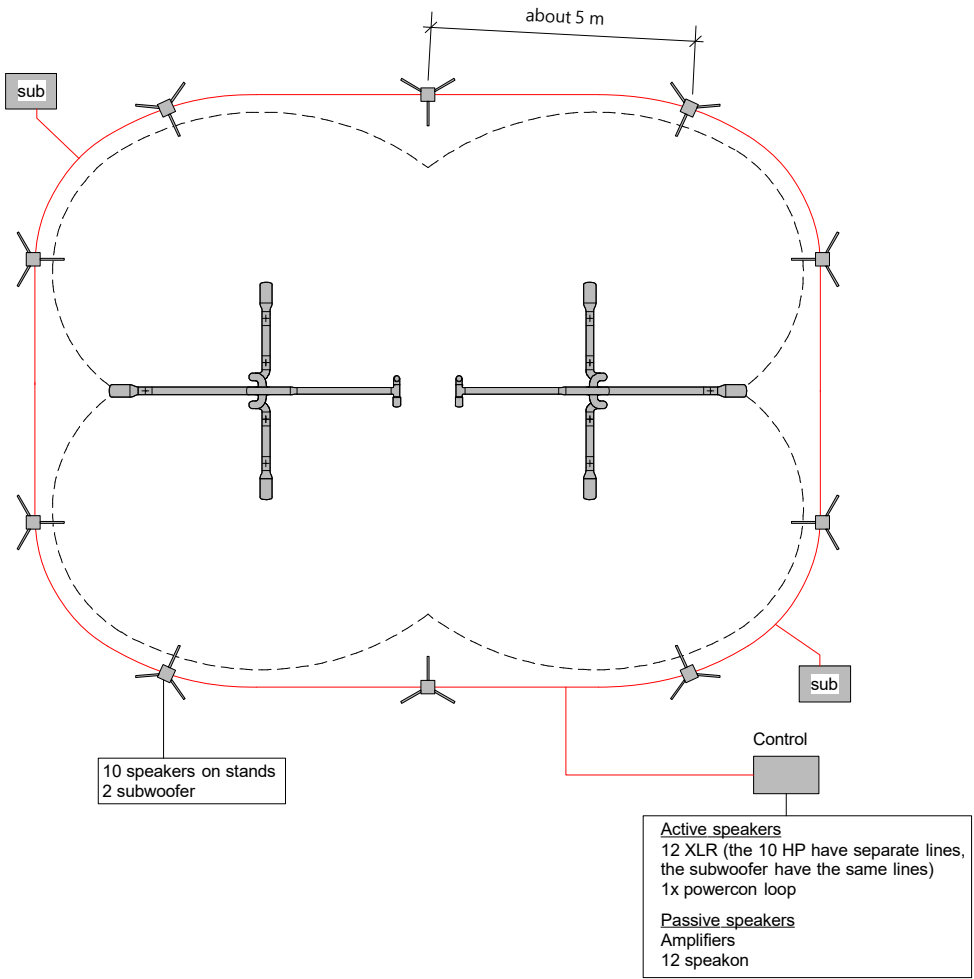 about 5 m
sub
sub
Control
10 speakers on stands
2 subwoofer
Active speakers
12 XLR (the 10 HP have separate lines,
the subwoofer have the same lines)
1x powercon loop
Passive speakers
Amplifiers
12 speakon